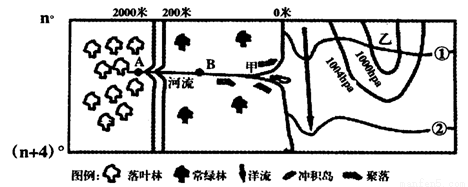 2000米 200米 0米
n°
A B 甲 乙 ①
河流 1004hpa 1000hpa
②
(n+4)°
图例: 落叶林 常绿林 洋流 冲积岛 聚落